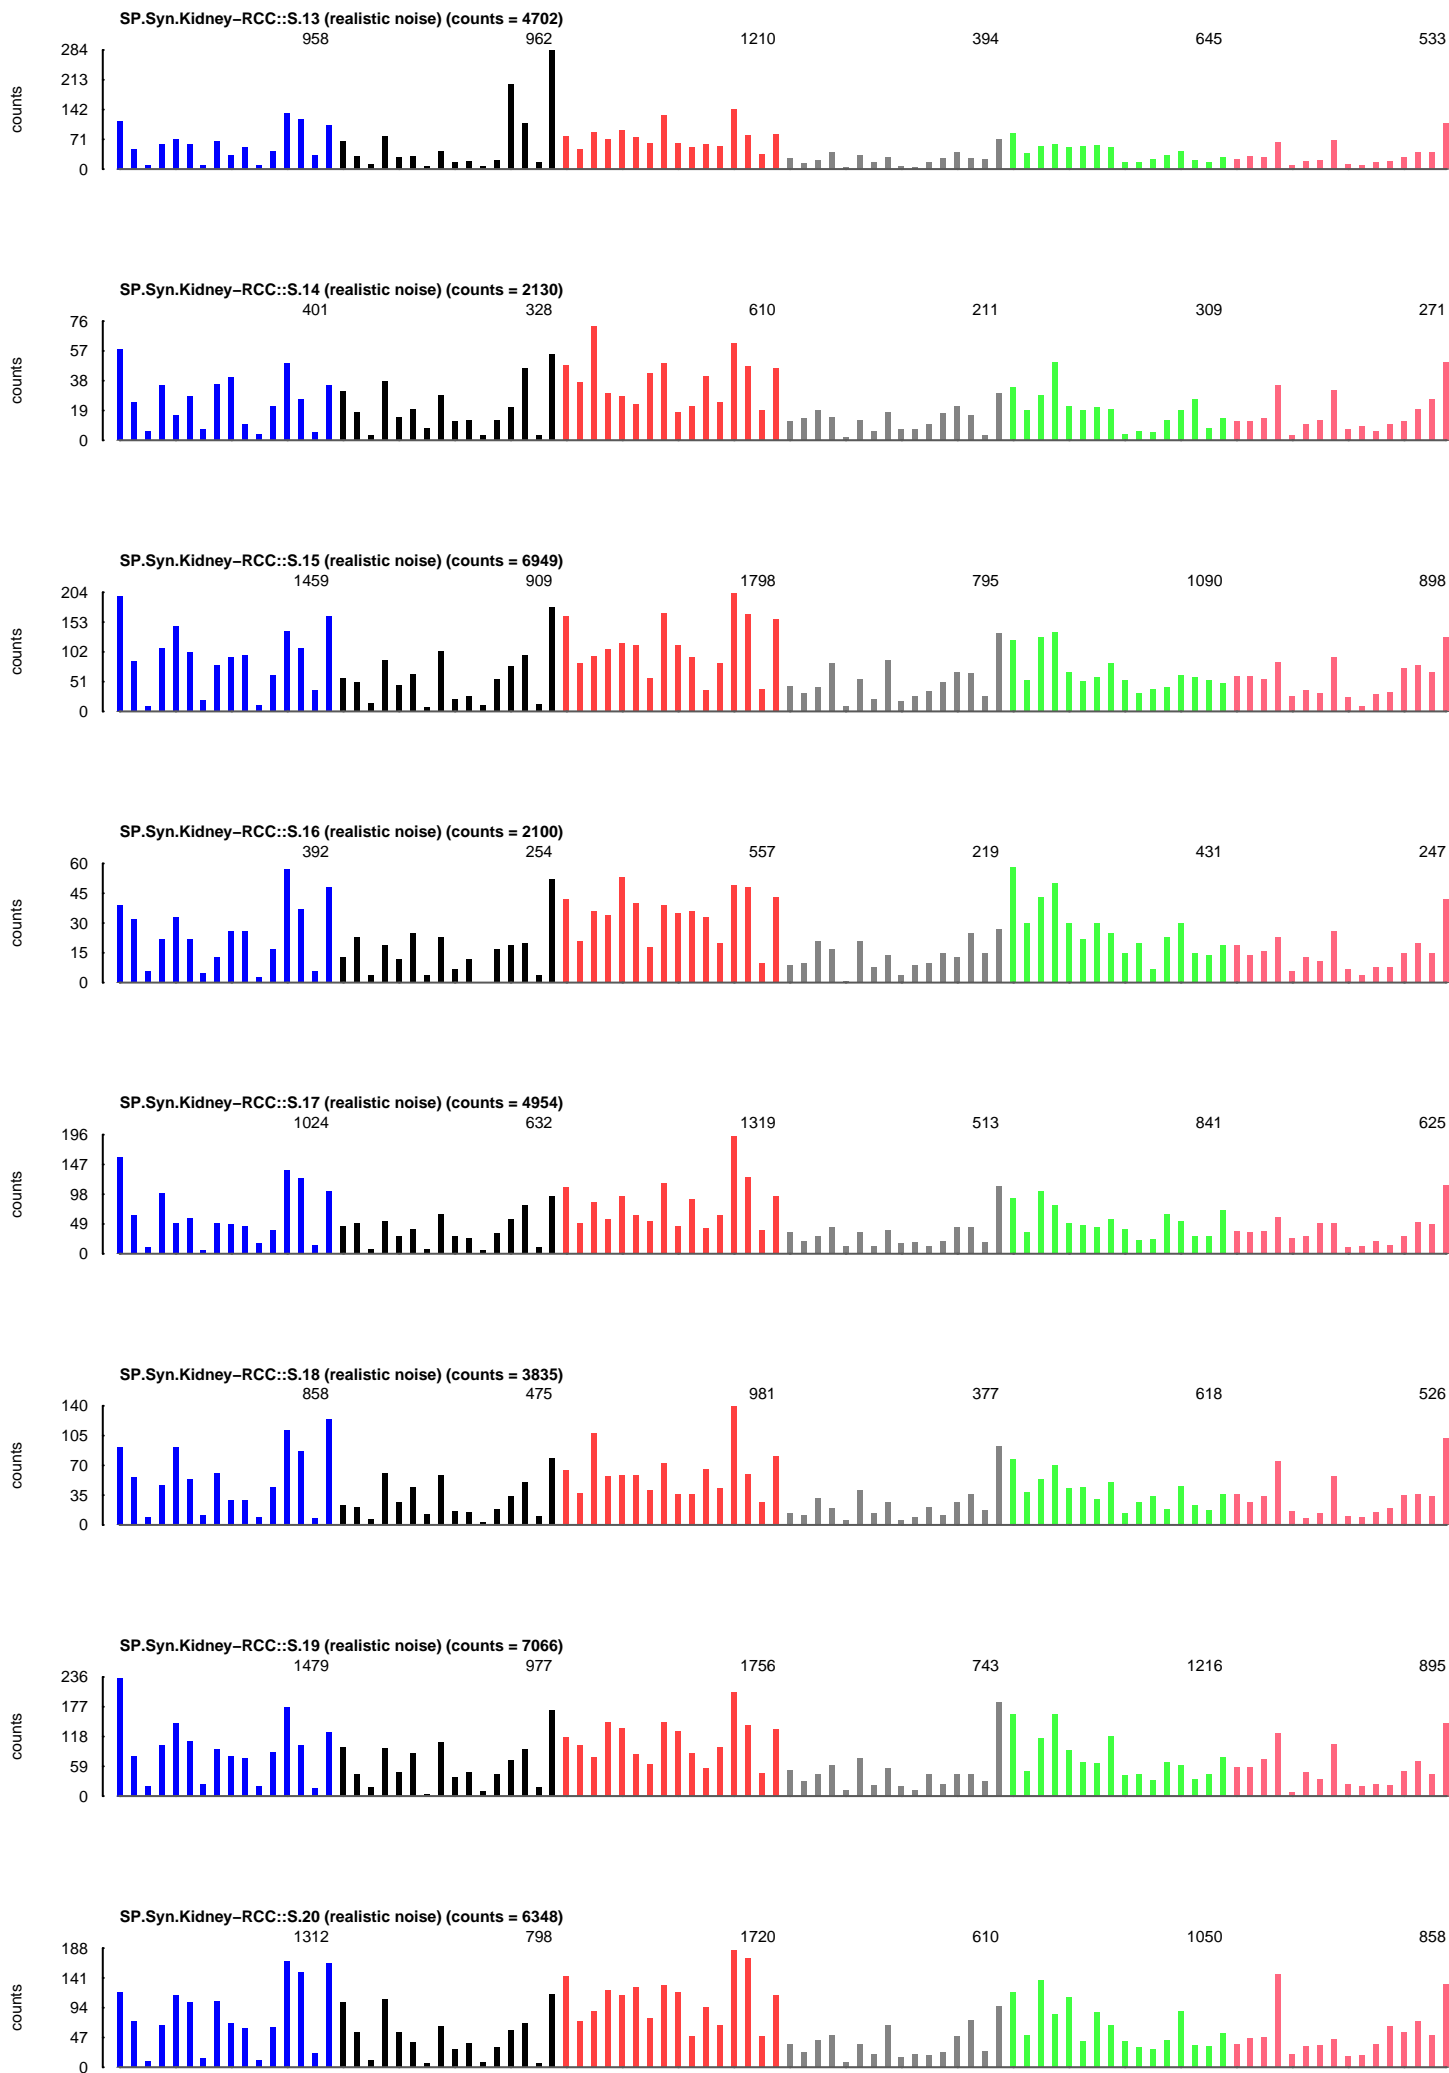 SP.Syn.Kidney−RCC::S.13 (realistic noise) (counts = 4702)
958 962 1210 394 645 533
284
213
142
71
0
counts
SP.Syn.Kidney−RCC::S.14 (realistic noise) (counts = 2130)
401 328 610 211 309 271
76
57
38
19
0
counts
SP.Syn.Kidney−RCC::S.15 (realistic noise) (counts = 6949)
1459 909 1798 795 1090 898
204
153
102
51
0
counts
SP.Syn.Kidney−RCC::S.16 (realistic noise) (counts = 2100)
392 254 557 219 431 247
60
45
30
15
0
counts
SP.Syn.Kidney−RCC::S.17 (realistic noise) (counts = 4954)
1024 632 1319 513 841 625
196
147
98
49
0
counts
SP.Syn.Kidney−RCC::S.18 (realistic noise) (counts = 3835)
858 475 981 377 618 526
140
105
70
35
0
counts
SP.Syn.Kidney−RCC::S.19 (realistic noise) (counts = 7066)
1479 977 1756 743 1216 895
236
177
118
59
0
counts
SP.Syn.Kidney−RCC::S.20 (realistic noise) (counts = 6348)
1312 798 1720 610 1050 858
188
141
94
47
0
counts